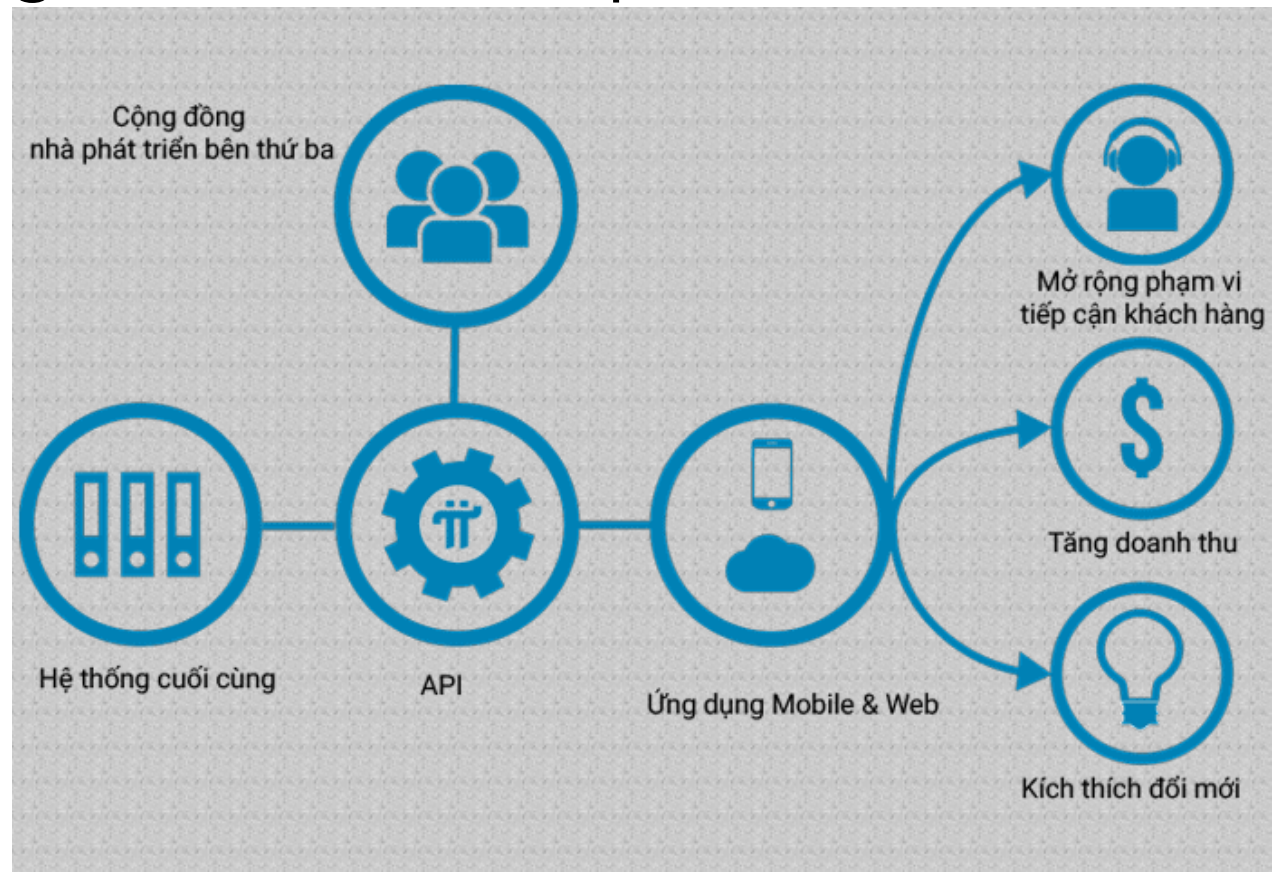 Cộng đồng
nhà phát triển bên thứ ba
Mở rộng phạm vi
tiếp cận khách hàng
$
Tăng doanh thu
Hệ thống cuối cùng
API
Ứng dụng Mobile & Web
Kích thích đổi mới